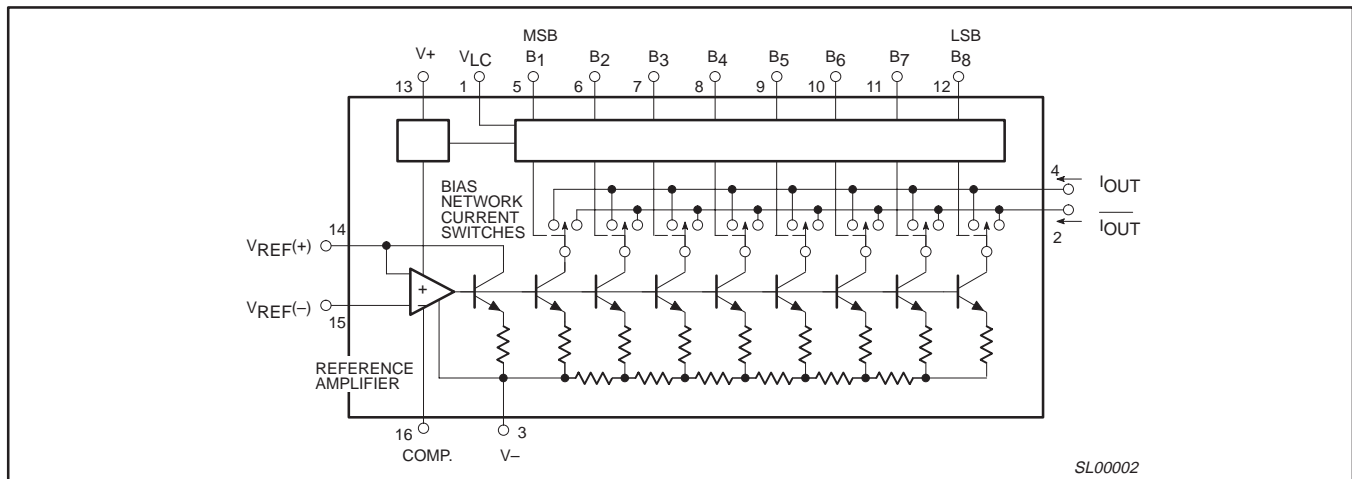 MSB LSB
V+ VLC B1 B2 B3 B4 B5 B6 B7 B8
13 1 5 6 7 8 9 10 11 12
BIAS
NETWORK
CURRENT
SWITCHES
4 IOUT
2 IOUT
14
VREF(+)
VREF(–)
15
+
–
REFERENCE
AMPLIFIER
16 3
COMP. V–
SL00002